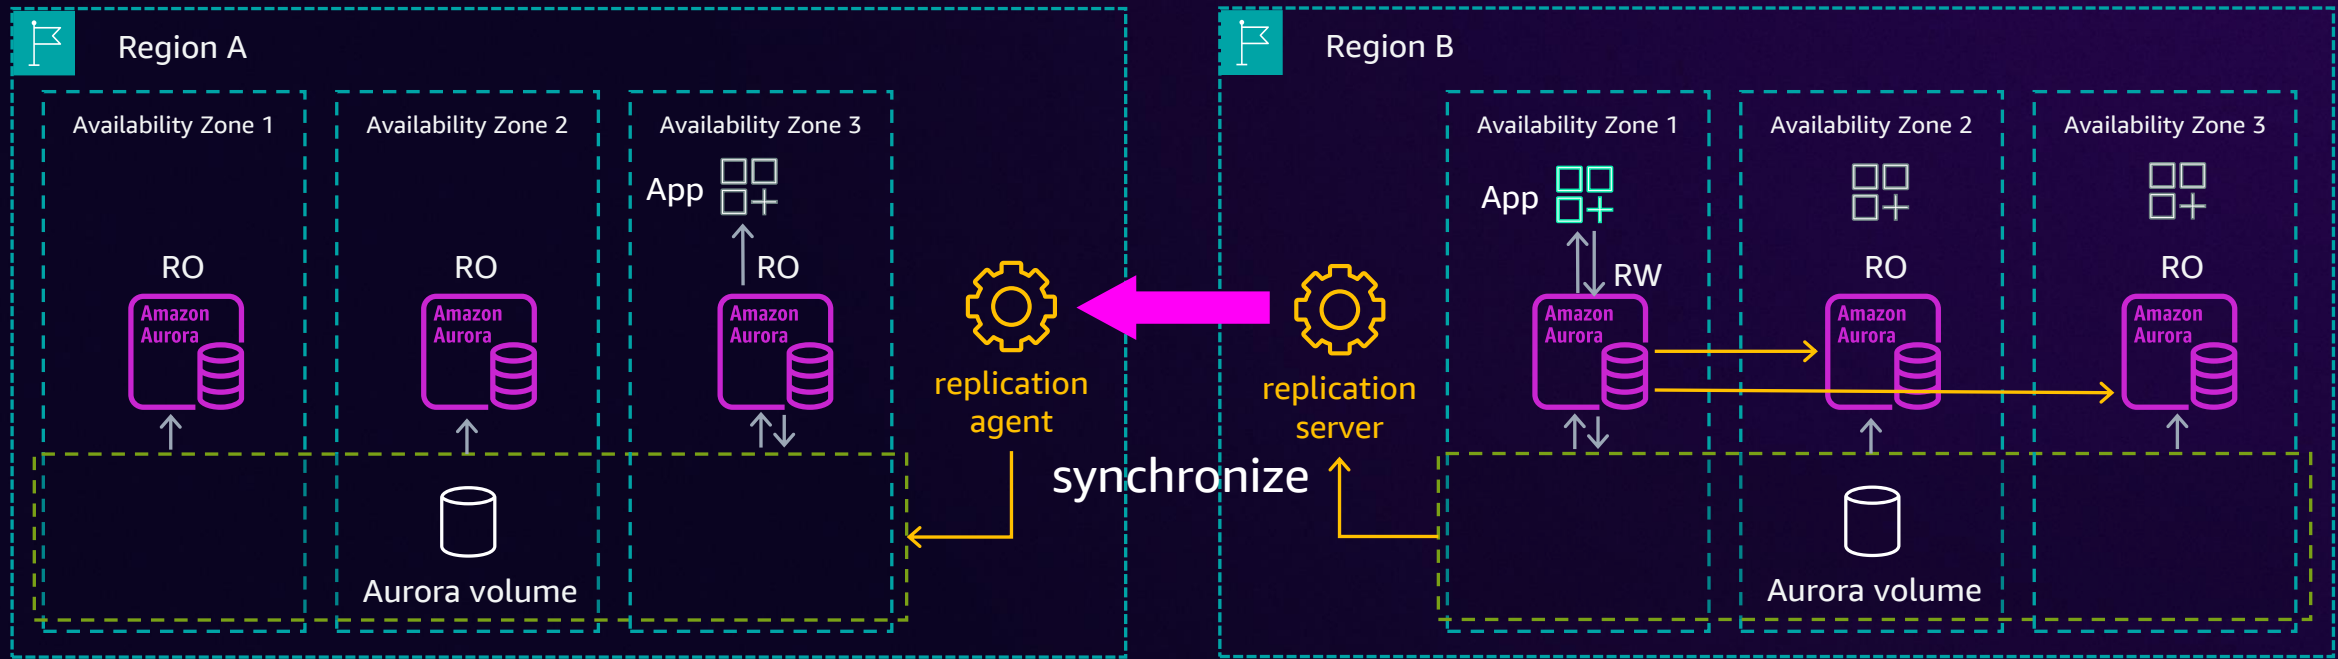 Region A
Availability Zone 1
Availability Zone 2
Availability Zone 3
App
RO
RO
RO
Amazon
Aurora
Amazon
Aurora
Amazon
Aurora
replication
agent
Aurora volume
synchronize
Region B
Availability Zone 1
Availability Zone 2
Availability Zone 3
App
RW
RO
RO
Amazon
Aurora
Amazon
Aurora
Amazon
Aurora
replication
server
Aurora volume